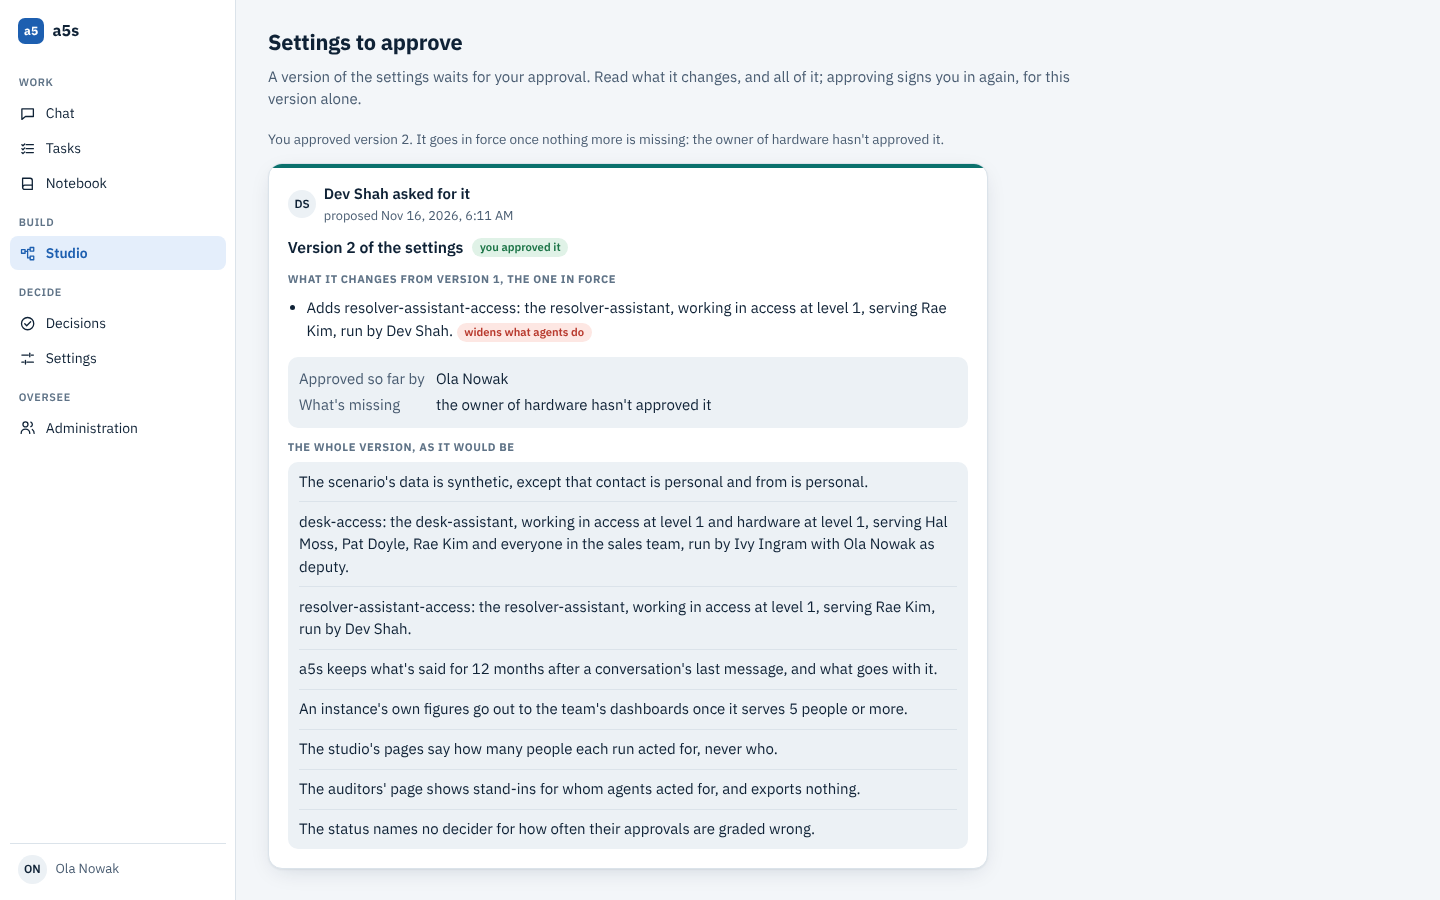 a5 a5s
WORK
Chat
Tasks
Notebook
BUILD
Studio
DECIDE
Decisions
Settings
OVERSEE
Administration
ON Ola Nowak
Settings to approve
A version of the settings waits for your approval. Read what it changes, and all of it; approving signs you in again, for this
version alone.
You approved version 2. It goes in force once nothing more is missing: the owner of hardware hasn't approved it.
DS Dev Shah asked for it
proposed Nov 16, 2026, 6:11 AM
Version 2 of the settings you approved it
WHAT IT CHANGES FROM VERSION 1, THE ONE IN FORCE
• Adds resolver-assistant-access: the resolver-assistant, working in access at level 1, serving Rae
Kim, run by Dev Shah. widens what agents do
Approved so far by Ola Nowak
What's missing the owner of hardware hasn't approved it
THE WHOLE VERSION, AS IT WOULD BE
The scenario's data is synthetic, except that contact is personal and from is personal.
desk-access: the desk-assistant, working in access at level 1 and hardware at level 1, serving Hal
Moss, Pat Doyle, Rae Kim and everyone in the sales team, run by Ivy Ingram with Ola Nowak as
deputy.
resolver-assistant-access: the resolver-assistant, working in access at level 1, serving Rae Kim,
run by Dev Shah.
a5s keeps what's said for 12 months after a conversation's last message, and what goes with it.
An instance's own figures go out to the team's dashboards once it serves 5 people or more.
The studio's pages say how many people each run acted for, never who.
The auditors' page shows stand-ins for whom agents acted for, and exports nothing.
The status names no decider for how often their approvals are graded wrong.